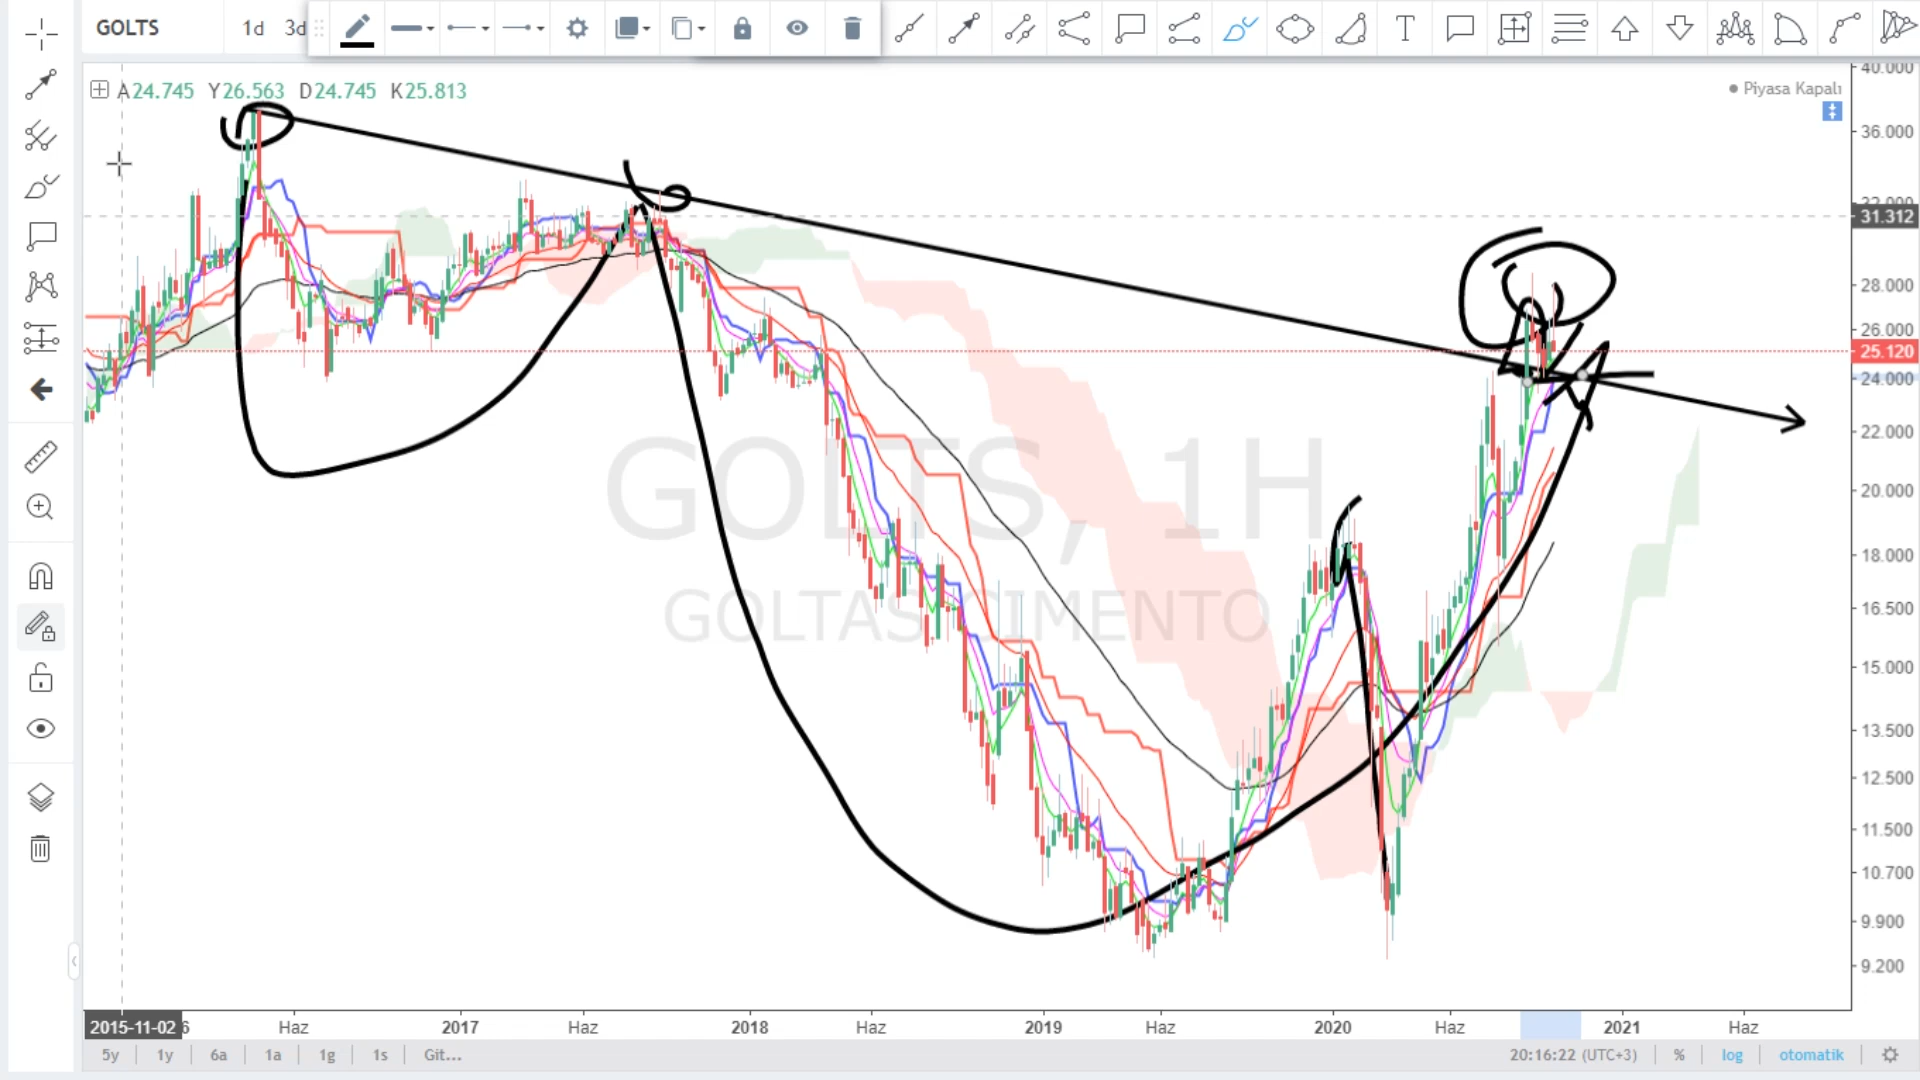 GOLTS 1d 3d
A24.745 Y26.563 D24.745 K25.813
Piyasa Kapalı
40.000
36.000
32.000
31.312
28.000
26.000
25.120
24.000
22.000
20.000
18.000
16.500
15.000
13.500
12.500
11.500
10.700
9.900
9.200
GOLTS, 1H
GOLTAS CIMENTO
2015-11-02 6 Haz 2017 Haz 2018 Haz 2019 Haz 2020 Haz 2021 Haz
5y 1y 6a 1a 1g 1s Git... 20:16:22 (UTC+3) % log otomatik